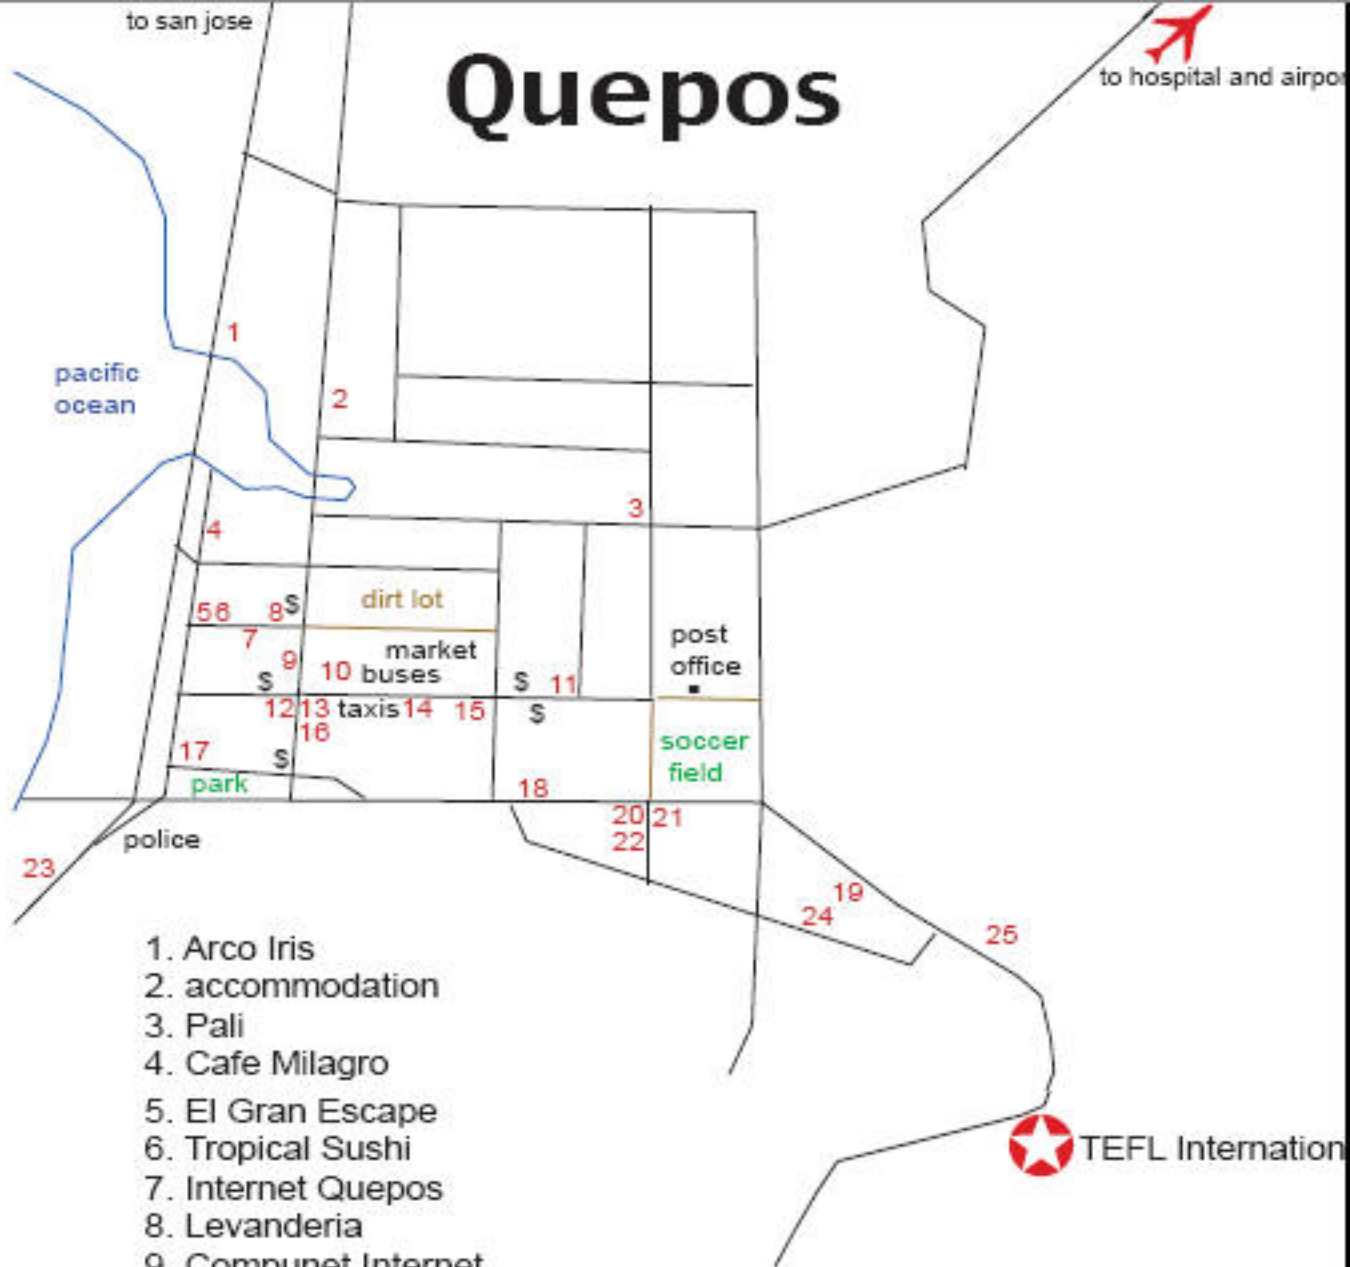 to san jose
Quepos
to hospital and airpor
1
pacific
ocean
2
3
4
56
8
$
dirt lot
7
post
office
market
9
10
buses
$
$
11
12
13
taxis
14
15
$
16
soccer
field
17
$
park
18
20
21
22
police
23
19
24
25
1. Arco Iris
2. accommodation
3. Pali
4. Cafe Milagro
5. El Gran Escape
6. Tropical Sushi
7. Internet Quepos
8. Levanderia
9. Compunet Internet
TEFL Internation